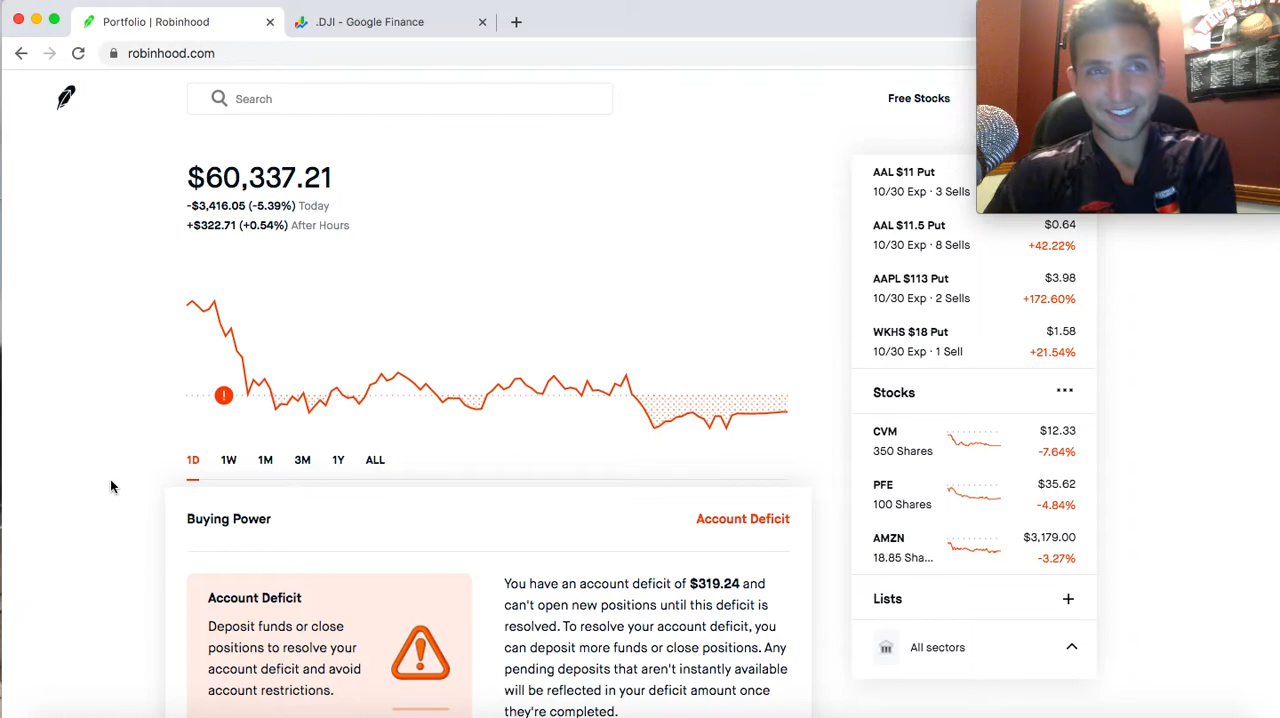 Portfolio | Robinhood
.DJI - Google Finance
robinhood.com
Search
Free Stocks
$60,337.21
-$3,416.05 (-5.39%) Today
+$322.71 (+0.54%) After Hours
1D 1W 1M 3M 1Y ALL
Buying Power
Account Deficit
Account Deficit
Deposit funds or close
positions to resolve your
account deficit and avoid
account restrictions.
You have an account deficit of $319.24 and
can't open new positions until this deficit is
resolved. To resolve your account deficit, you
can deposit more funds or close positions. Any
pending deposits that aren't instantly available
will be reflected in your deficit amount once
they're completed.
AAL $11 Put
10/30 Exp · 3 Sells
AAL $11.5 Put $0.64
10/30 Exp · 8 Sells +42.22%
AAPL $113 Put $3.98
10/30 Exp · 2 Sells +172.60%
WKHS $18 Put $1.58
10/30 Exp · 1 Sell +21.54%
Stocks
CVM $12.33
350 Shares -7.64%
PFE $35.62
100 Shares -4.84%
AMZN $3,179.00
18.85 Sha... -3.27%
Lists
All sectors